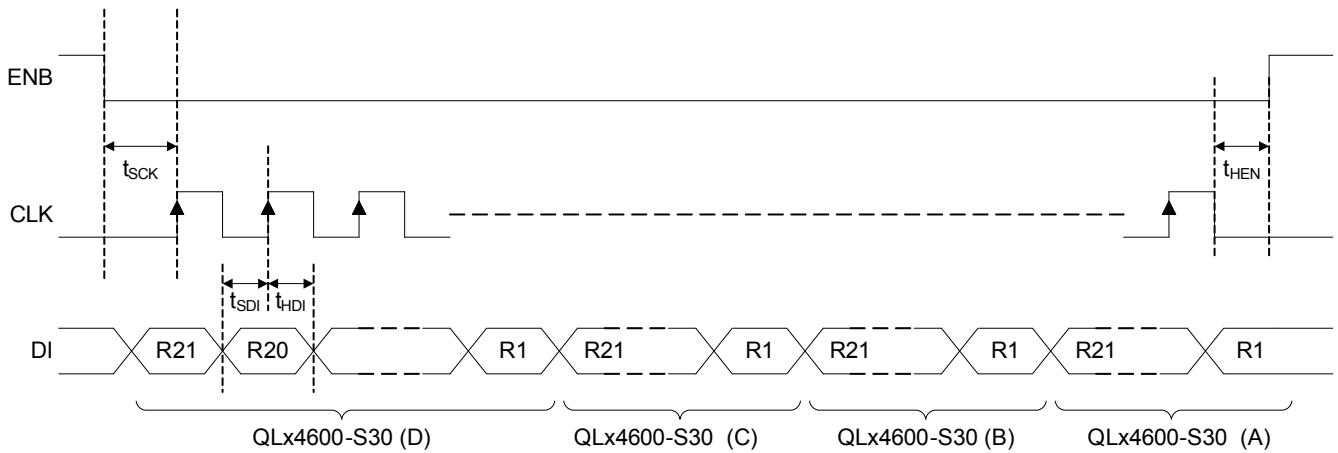 ENB
tSCK
tHEN
CLK
tSDI tHDI
DI R21 R20 R1 R21 R1 R21 R1 R21 R1
QLx4600-S30 (D) QLx4600-S30 (C) QLx4600-S30 (B) QLx4600-S30 (A)